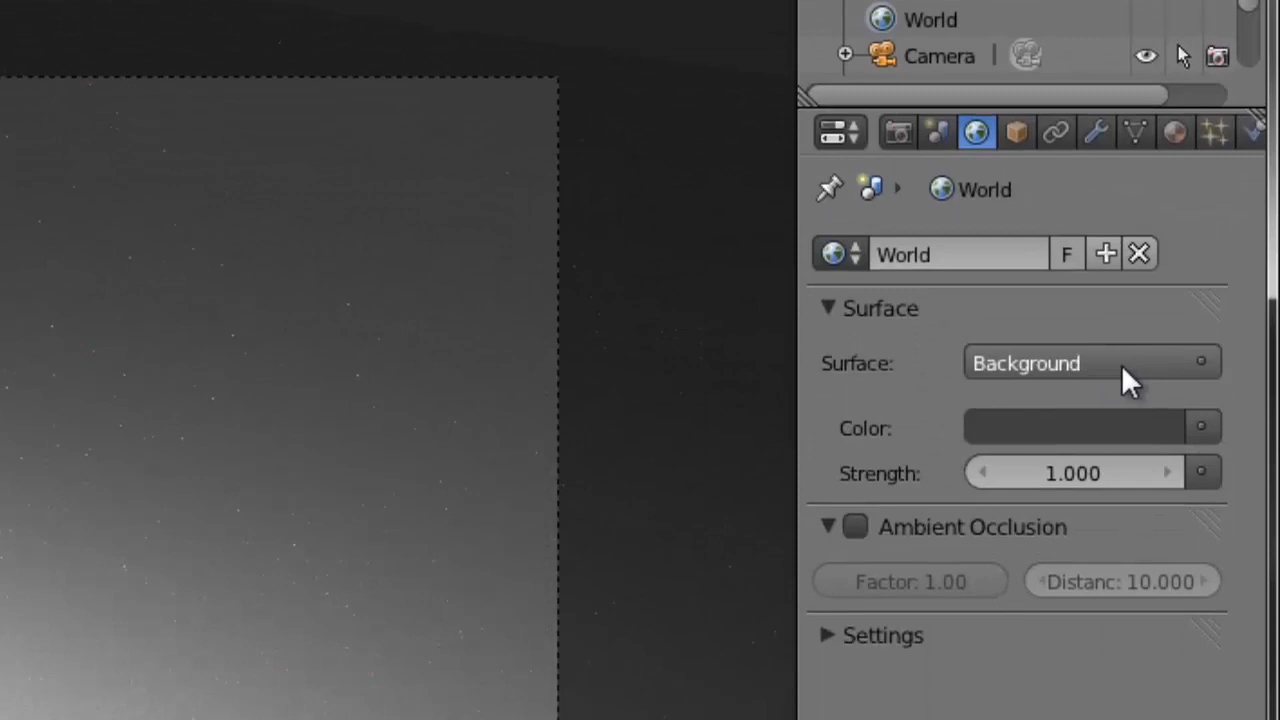 World
Camera
World
World F
Surface
Surface: Background
Color:
Strength: 1.000
Ambient Occlusion
Factor: 1.00 Distanc: 10.000
Settings